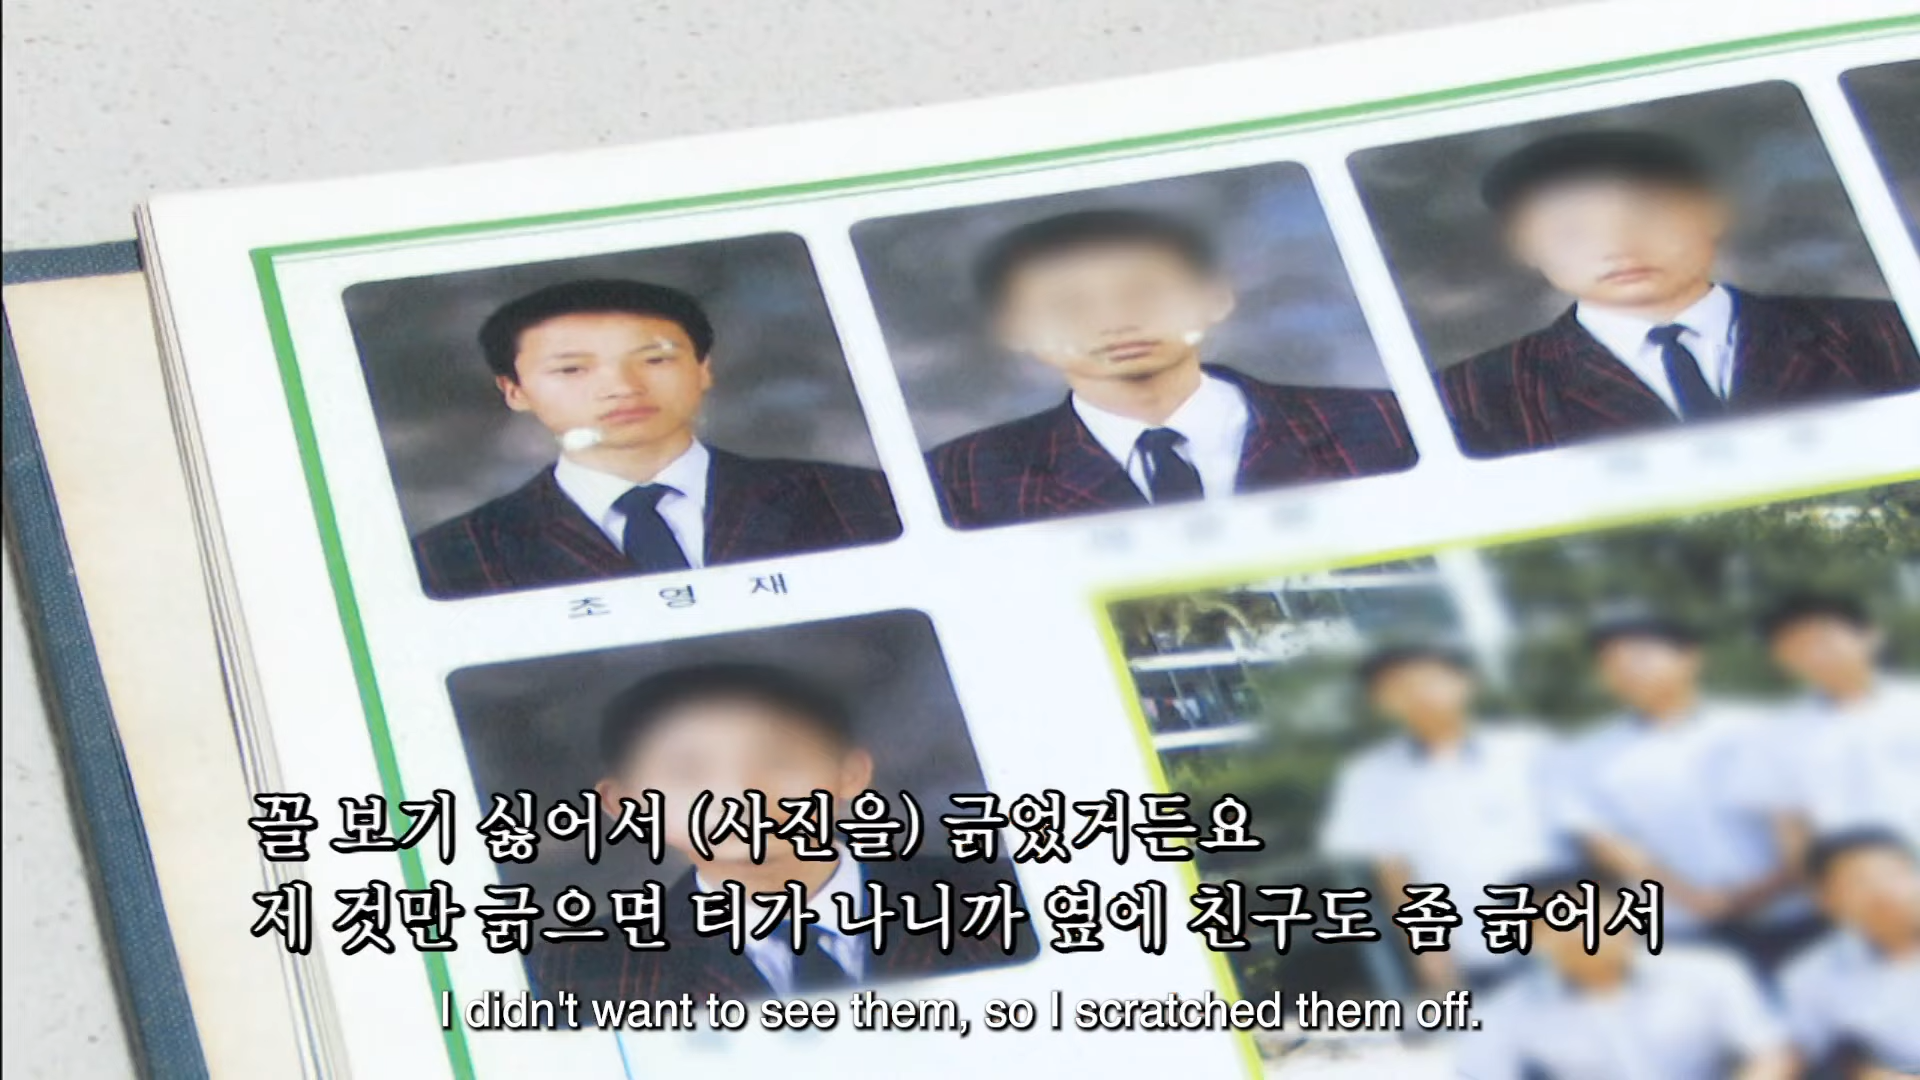 조 영 재
꼴 보기 싫어서 (사진을) 긁었거든요
제 것만 긁으면 티가 나니까 옆에 친구도 좀 긁어서
I didn't want to see them, so I scratched them off.